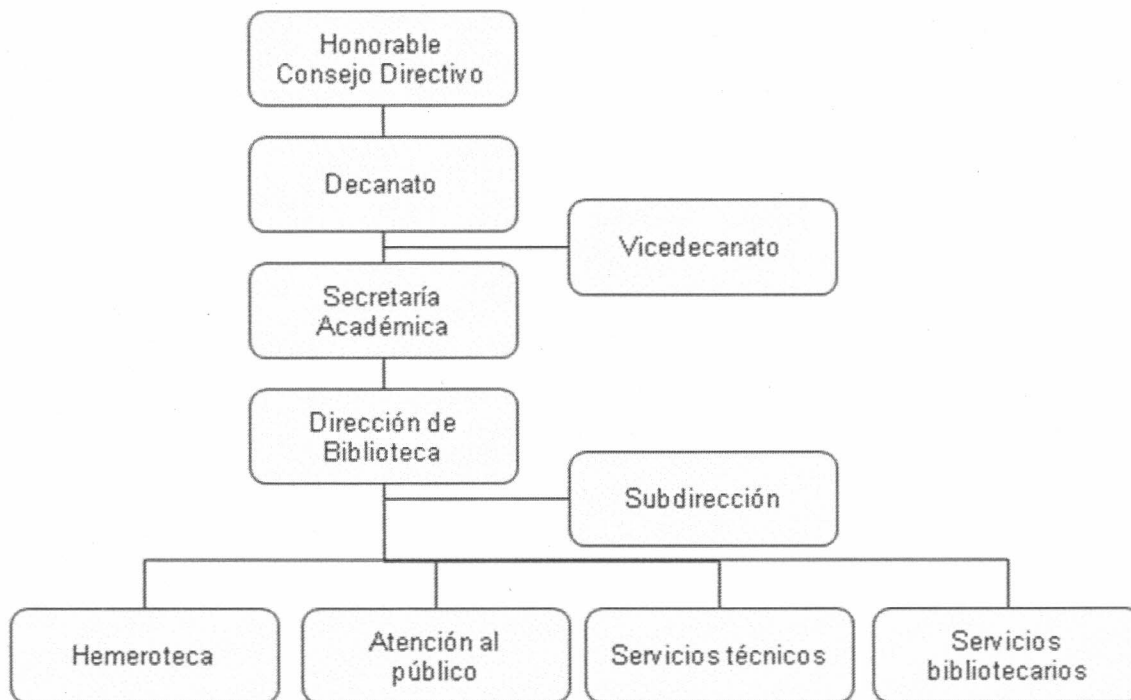 Honorable
Consejo Directivo
Decanato
Vicedecanato
Secretaría
Académica
Dirección de
Biblioteca
Subdirección
Hemeroteca
Atención al
público
Servicios técnicos
Servicios
bibliotecarios